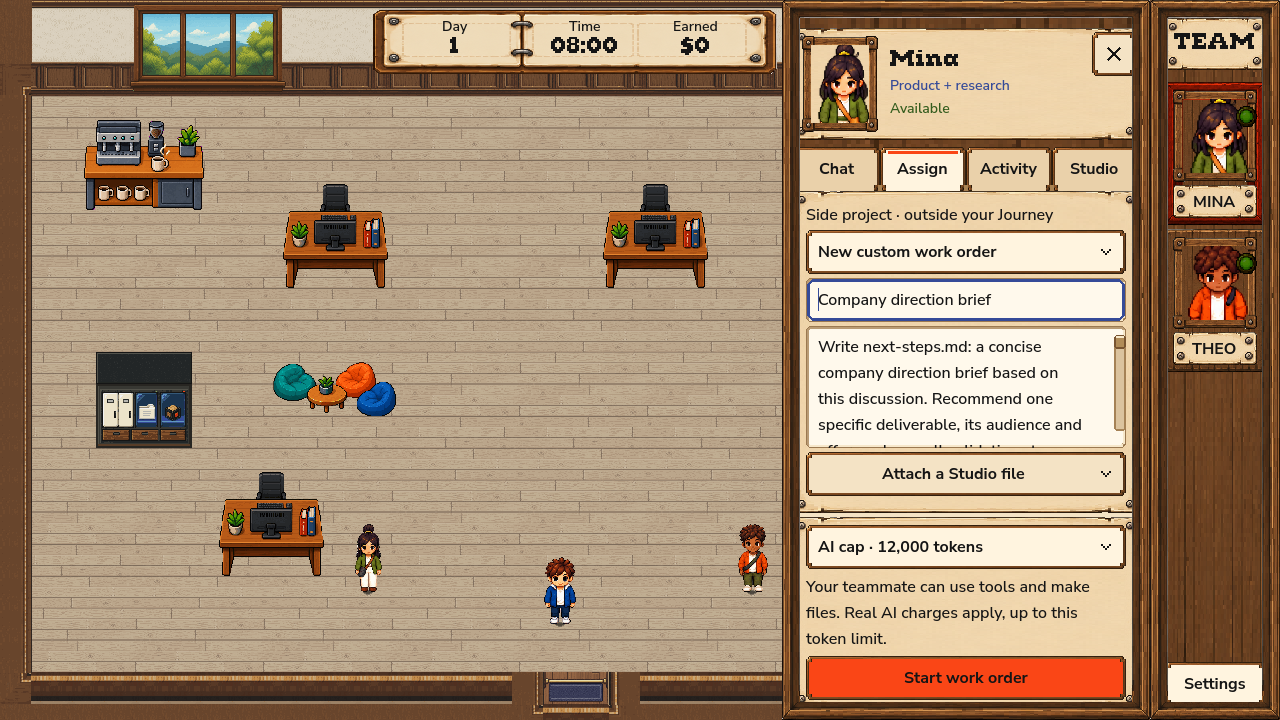 Day
1
Time
08:00
Earned
$0
Mina
Product + research
Available
Chat
Assign
Activity
Studio
Side project · outside your Journey
New custom work order
Company direction brief
Write next-steps.md: a concise
company direction brief based on
this discussion. Recommend one
specific deliverable, its audience and
Attach a Studio file
AI cap · 12,000 tokens
Your teammate can use tools and make
files. Real AI charges apply, up to this
token limit.
Start work order
TEAM
MINA
THEO
Settings